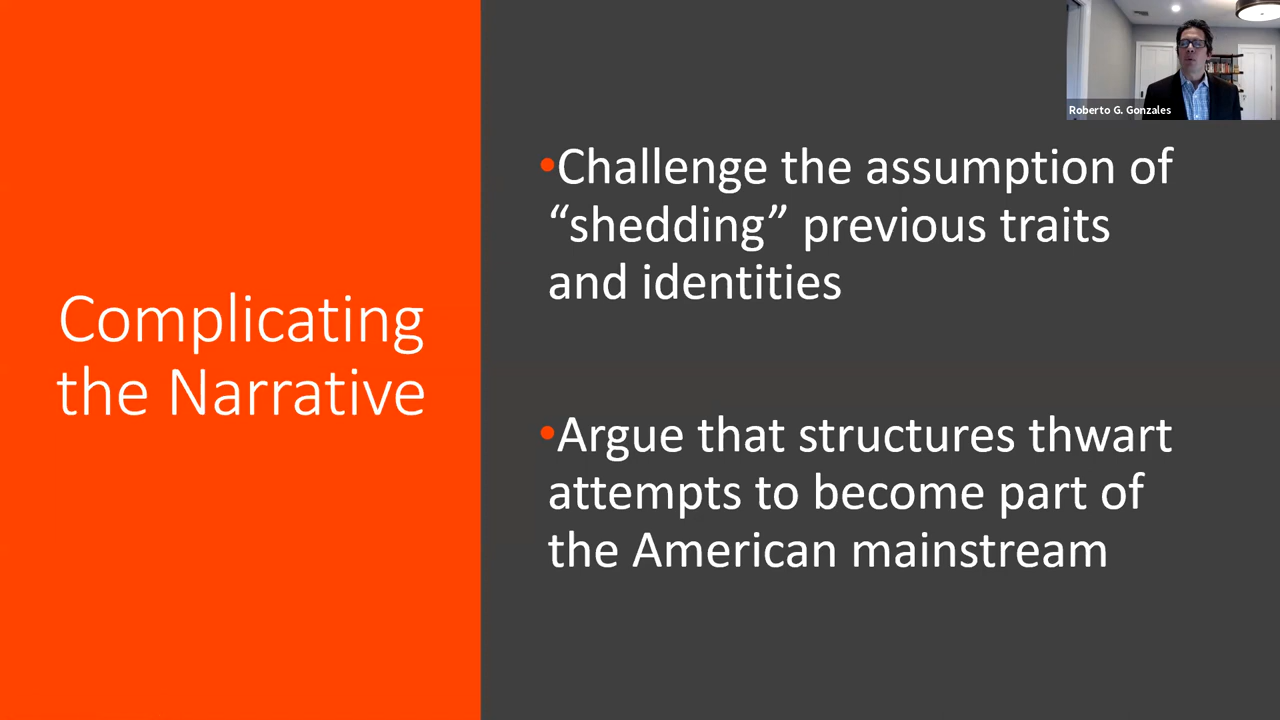 Roberto G. Gonzales
Complicating
the Narrative
•Challenge the assumption of
“shedding” previous traits
and identities
•Argue that structures thwart
attempts to become part of
the American mainstream